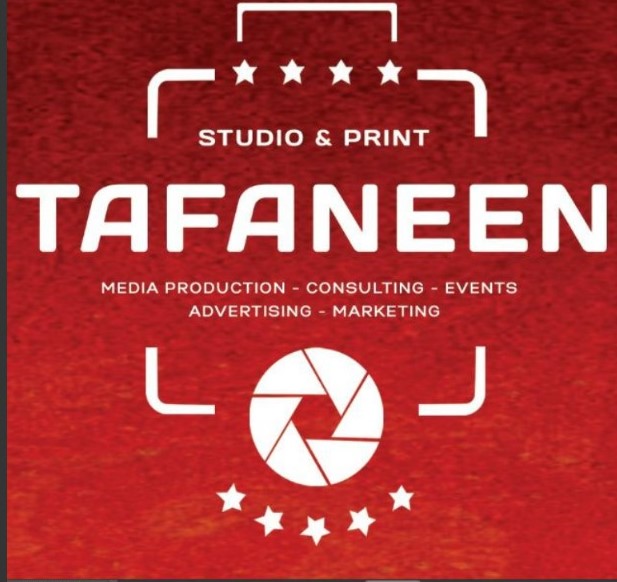 STUDIO & PRINT
TAFANEEN
MEDIA PRODUCTION - CONSULTING - EVENTS
ADVERTISING - MARKETING